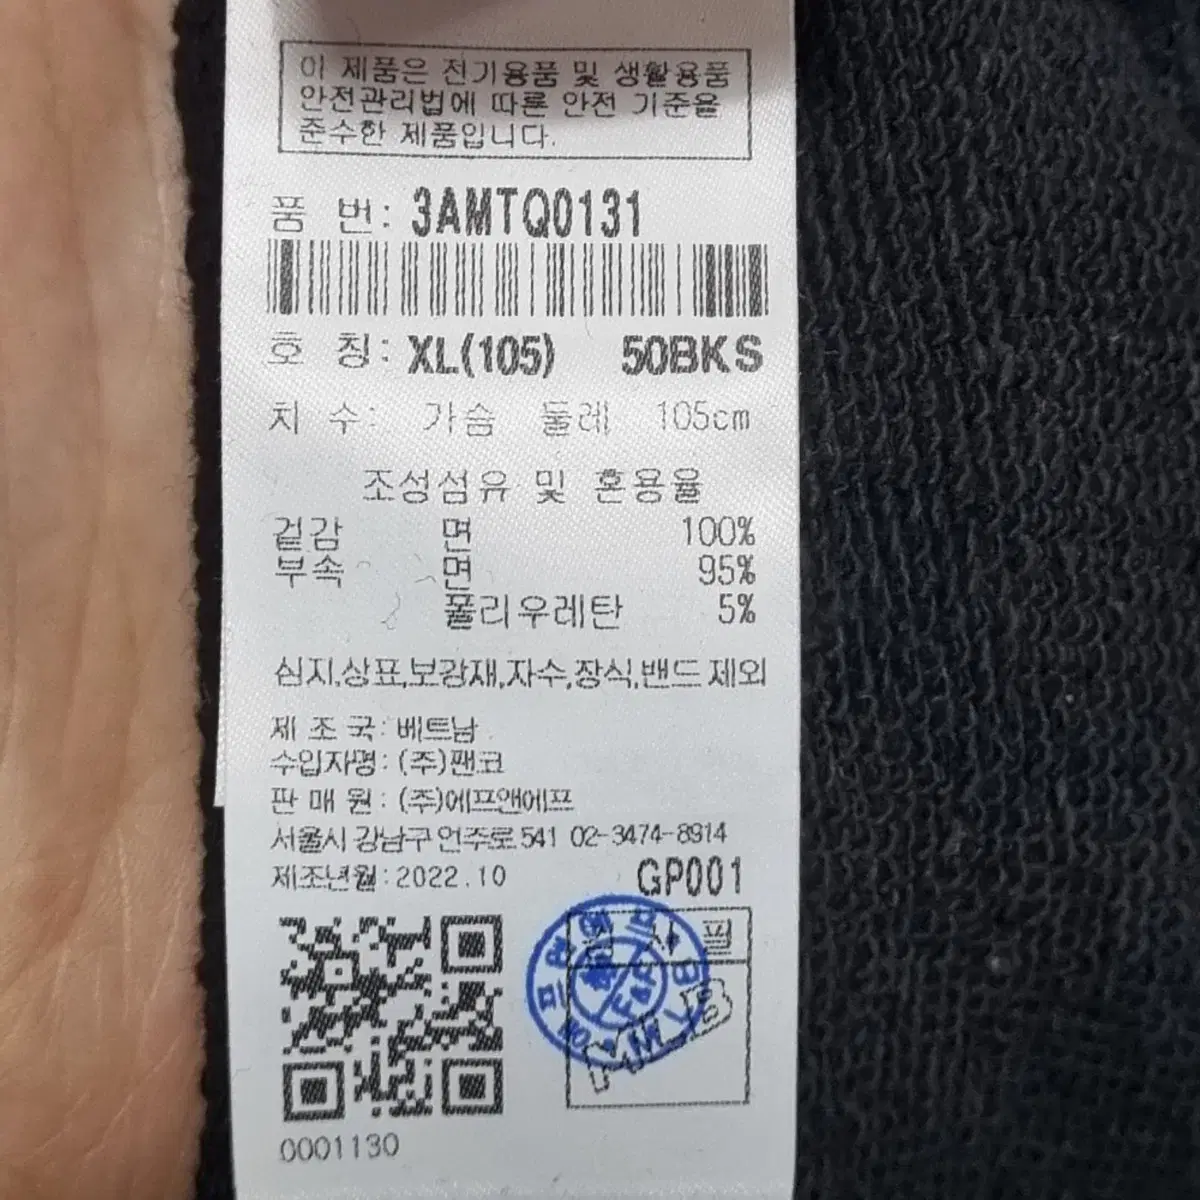 이 제품은 전기용품 및 생활용품
안전관리법에 따른 안전 기준을
준수한 제품입니다.
품 번: 3AMTQ0131
호 칭: XL(105) 50BKS
치 수: 가슴 둘레 105cm
조성섬유 및 혼용율
겉감 면 100%
부속 면 95%
폴리우레탄 5%
심지,상표,보강재,자수,장식,밴드 제외
제 조 국: 베트남
수입자명: (주)팬코
판 매 원: (주)에프앤에프
서울시 강남구 언주로 541 02-3474-8914
제조년월: 2022.10
GP001
검 사 필
MLB
0001130